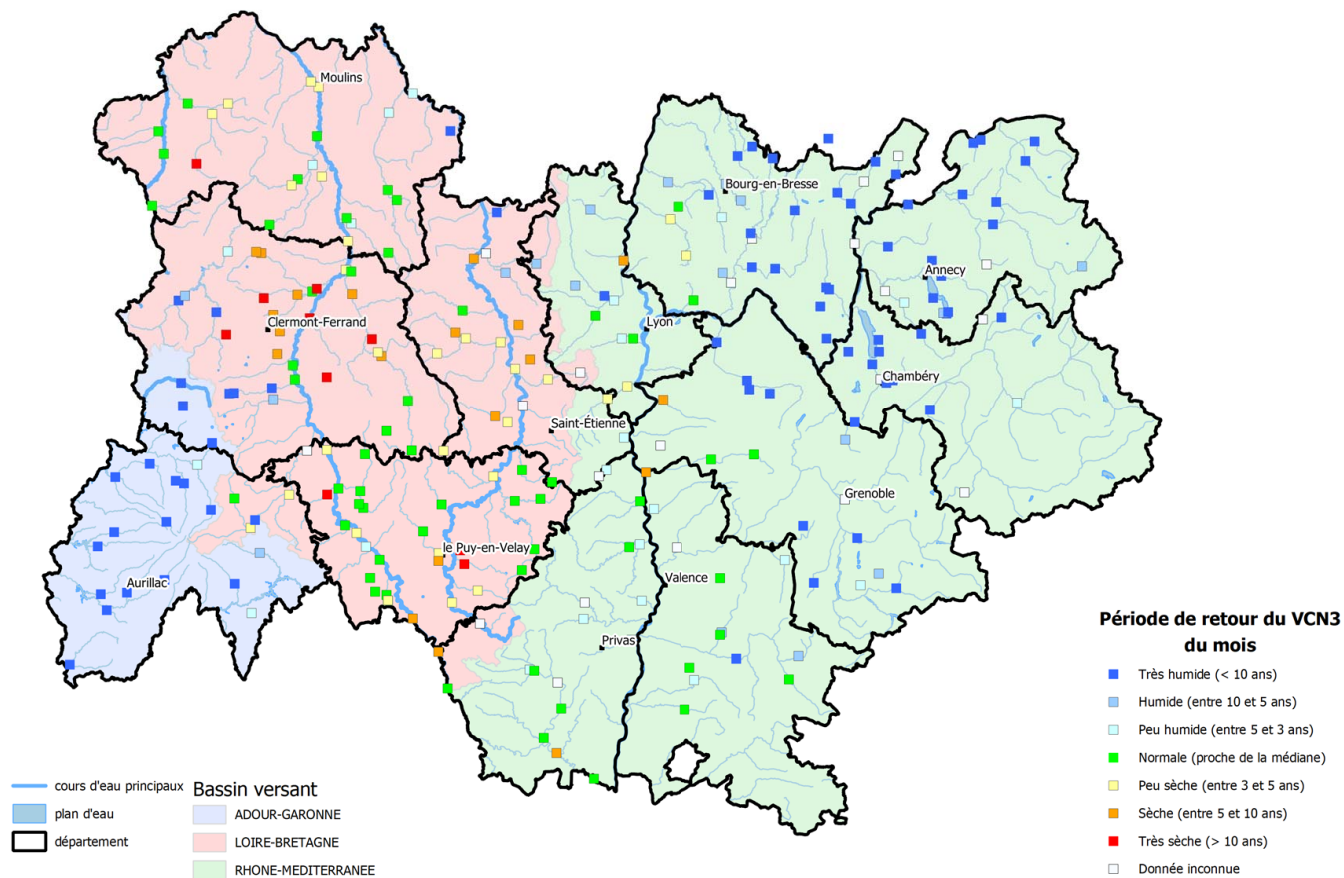 Moulins
Bourg-en-Bresse
Annecy
Clermont-Ferrand
Lyon
Chambéry
Saint-Étienne
Grenoble
le Puy-en-Velay
Aurillac
Valence
Privas
Période de retour du VCN3
du mois
Très humide (< 10 ans)
Humide (entre 10 et 5 ans)
Peu humide (entre 5 et 3 ans)
Normale (proche de la médiane)
Peu sèche (entre 3 et 5 ans)
Sèche (entre 5 et 10 ans)
Très sèche (> 10 ans)
Donnée inconnue
cours d'eau principaux
plan d'eau
département
Bassin versant
ADOUR-GARONNE
LOIRE-BRETAGNE
RHONE-MEDITERRANEE